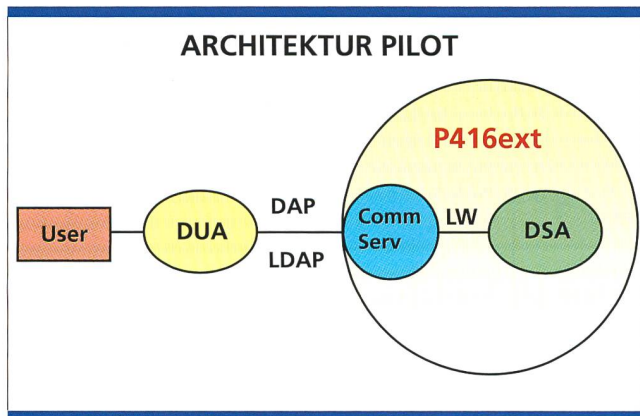 ARCHITEKTUR PILOT
P416ext
User
DUA
DAP
LDAP
Comm
Serv
LW
DSA